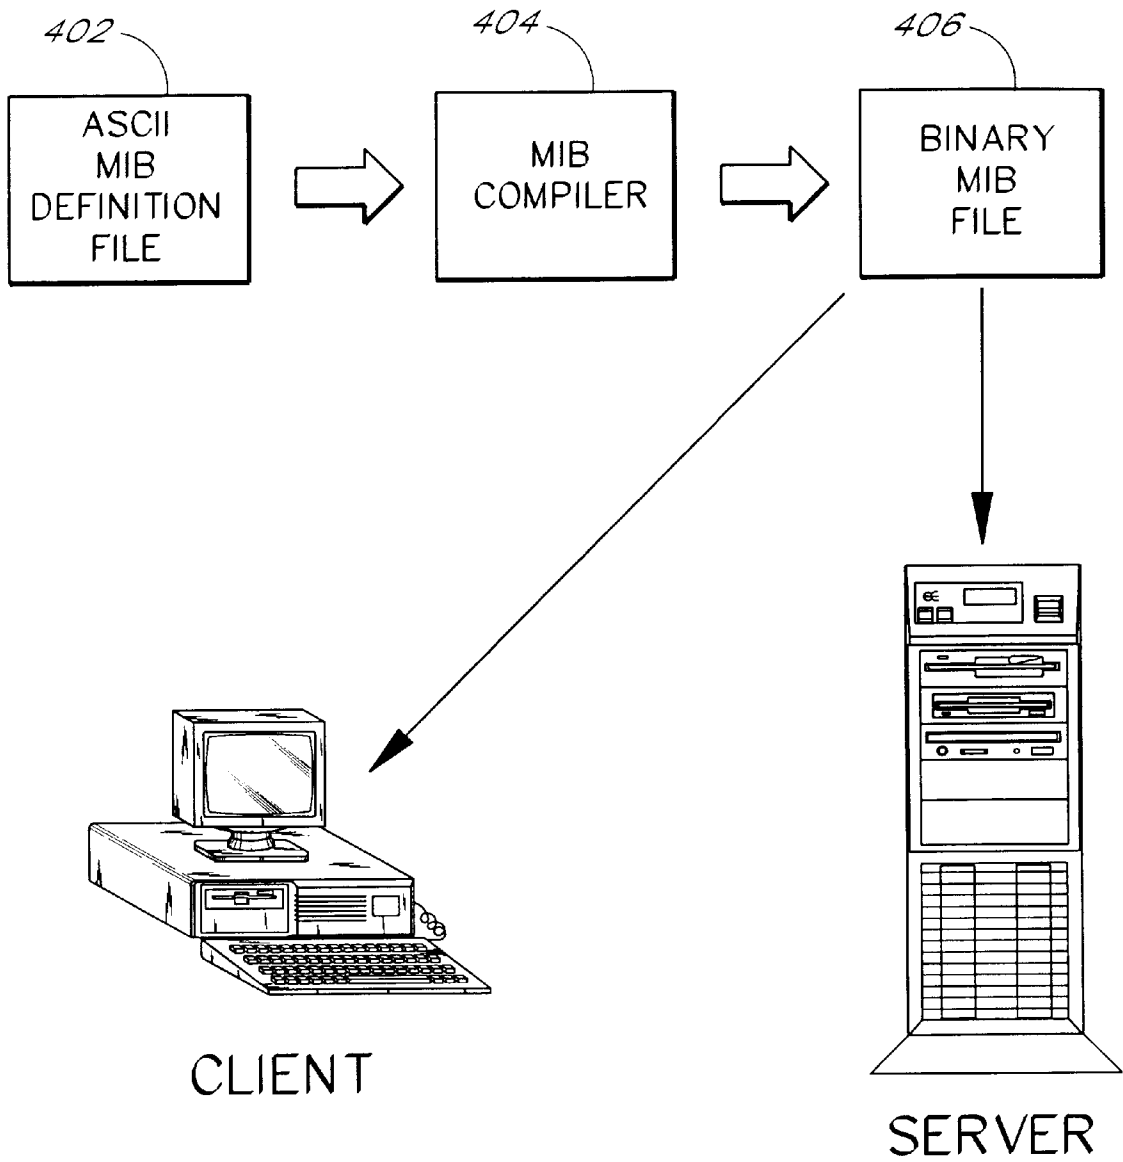 402
404
406
ASCII
MIB
DEFINITION
FILE
MIB
COMPILER
BINARY
MIB
FILE
CLIENT
SERVER